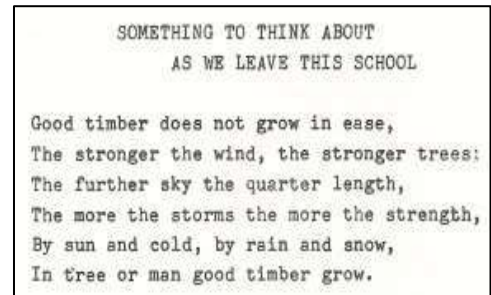 SOMETHING TO THINK ABOUT
AS WE LEAVE THIS SCHOOL
Good timber does not grow in ease,
The stronger the wind, the stronger trees:
The further sky the quarter length,
The more the storms the more the strength,
By sun and cold, by rain and snow,
In tree or man good timber grow.